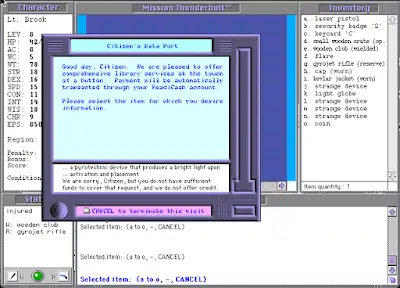 Character
Mission Thunderbolt™
Inventory
Lt. Brook
LEV: 8
HP: 42/
AC: 8
WC: 5
WT: 78
STR: 18
DEX: 16
SPD: 15
CON: 11
INT: 14
VIS: 10
CHR: 9
EPS: 850
Region:
Penalty:
Bonus:
Score:
Condition
Citizen's Data Port
Good day, Citizen. We are pleased to offer
comprehensive library services at the touch
of a button. Payment will be automatically
transacted through your ReadiCash account.
Please select the item for which you desire
information.
... a pyrotechnic device that produces a bright light upon
... activation and placement
We are sorry, Citizen, but you do not have sufficient
funds to cover that request, and we do not offer credit.
CANCEL to terminate this visit
a. laser pistol
b. security badge "G"
c. keycard 'C'
d. small wooden crate (op
e. wooden club (wielded)
f. flare
g. gyrojet rifle (reserve)
h. cap (worn)
i. kevlar jacket (worn)
j. strange device
k. light globe
l. strange device
m. strange device
n. strange device
o. coin
Item quantity : 1
Stat
injured
W: wooden club
R: gyrojet rifle
W
R
Selected item: (a to o, -, CANCEL)
Selected item: (a to o, -, CANCEL)
Selected item: (a to o, -, CANCEL)